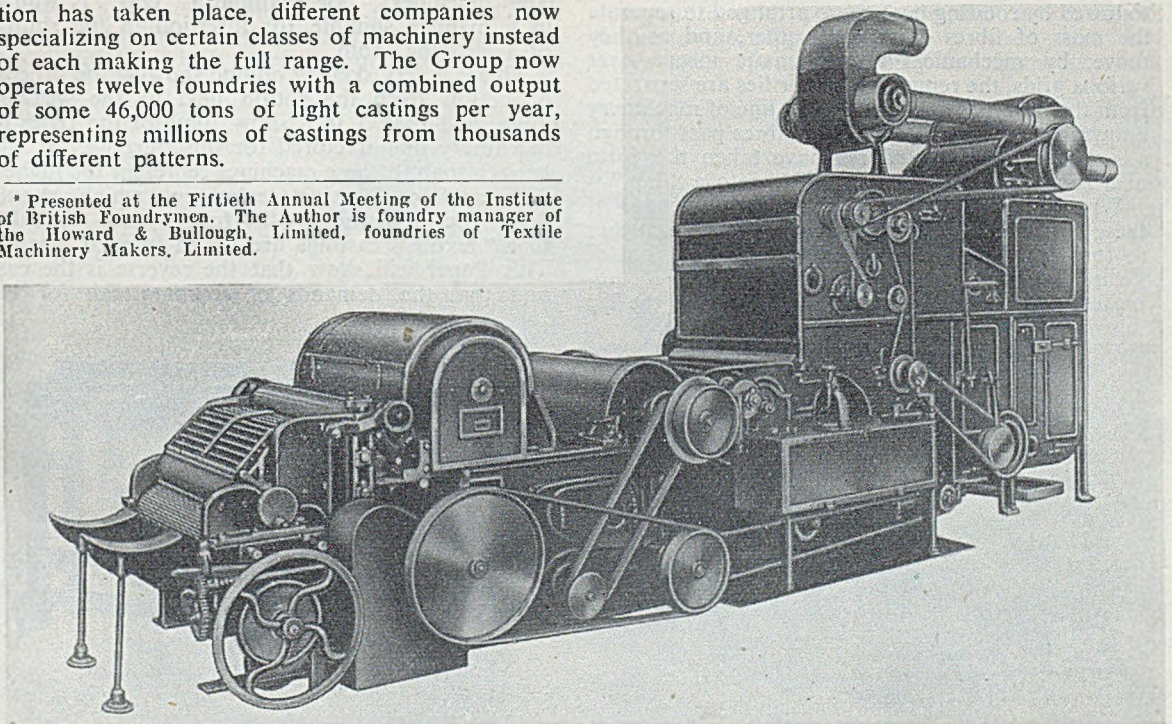 tion has taken place, different companies now
specializing on certain classes of machinery instead
of each making the full range. The Group now
operates twelve foundries with a combined output
of some 46,000 tons of light castings per year,
representing millions of castings from thousands
of different patterns.
* Presented at the Fiftieth Annual Meeting of the Institute
of British Foundrymen. The Author is foundry manager of
the Howard & Bullough, Limited, foundries of Textile
Machinery Makers, Limited.